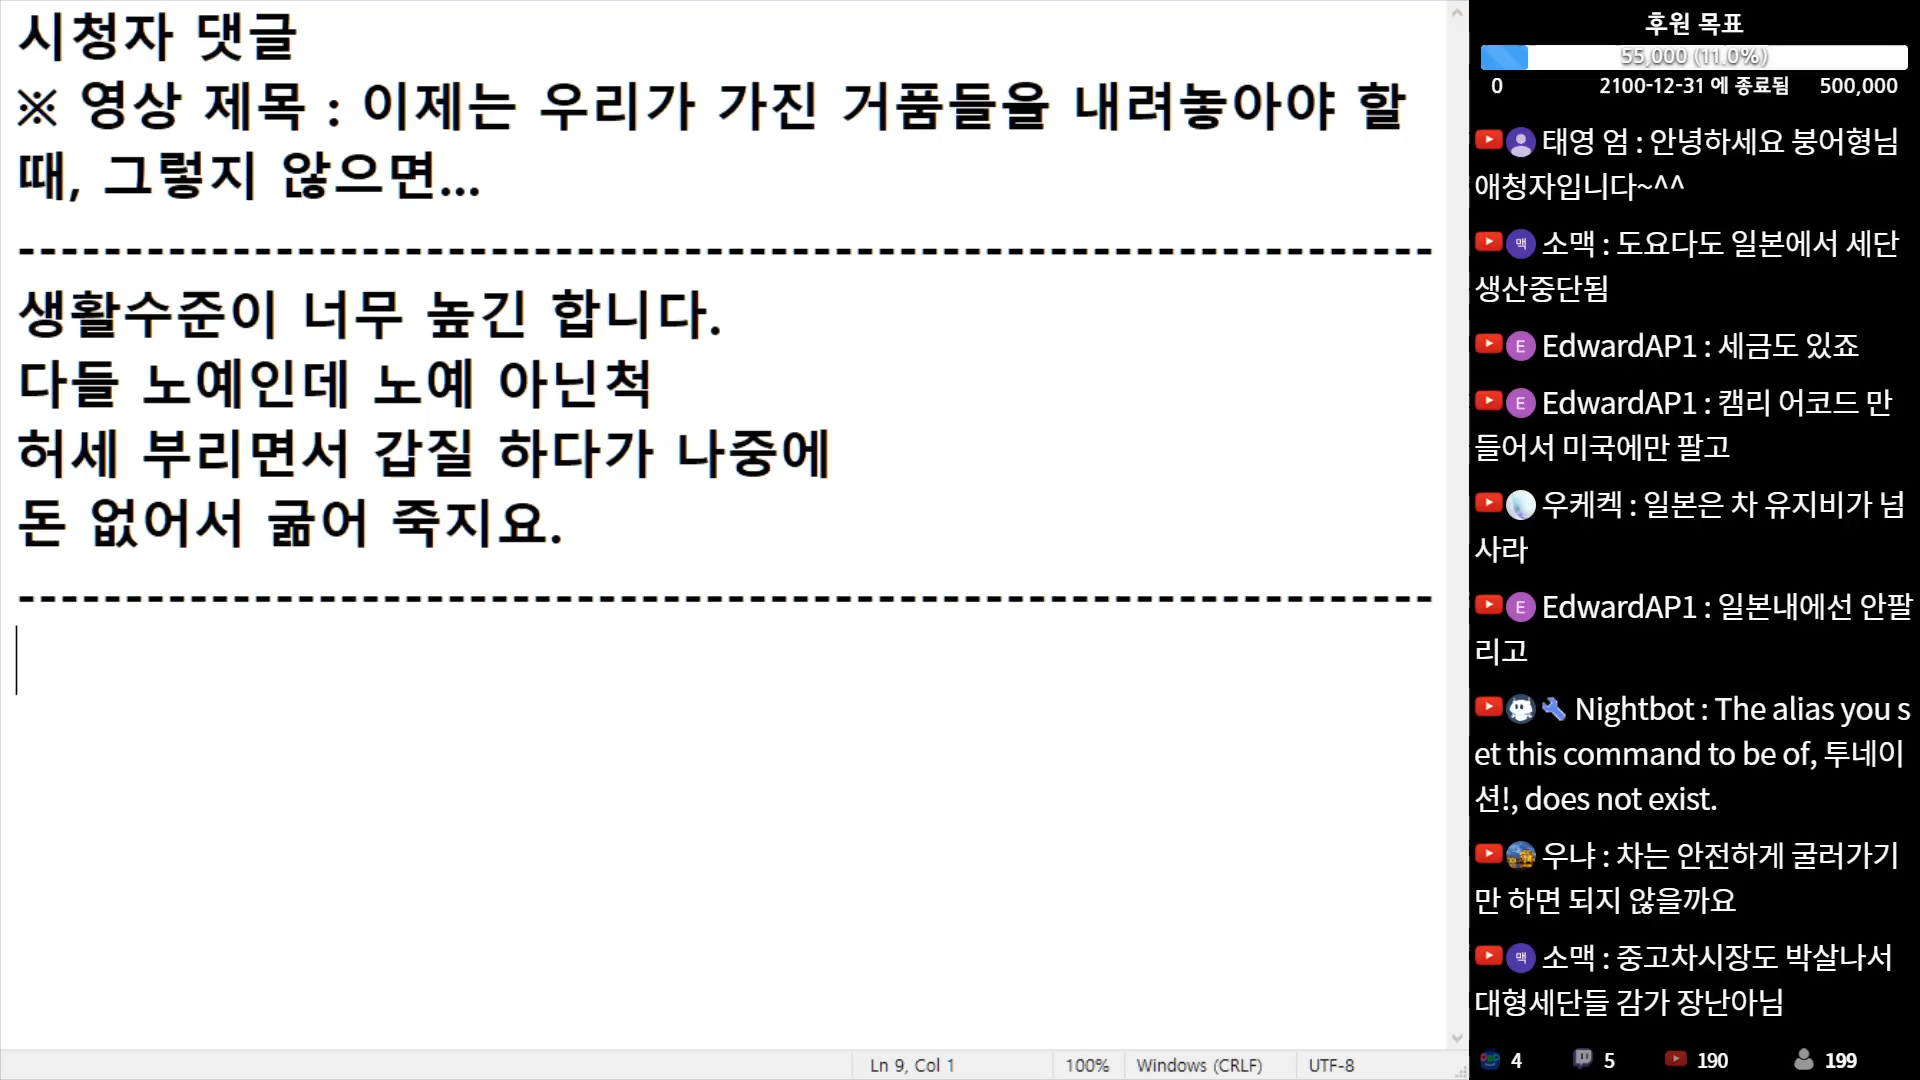 시청자 댓글
※ 영상 제목 : 이제는 우리가 가진 거품들을 내려놓아야 할
때, 그렇지 않으면...
------------------------------------------------------------------
생활수준이 너무 높긴 합니다.
다들 노예인데 노예 아닌척
허세 부리면서 갑질 하다가 나중에
돈 없어서 굶어 죽지요.
------------------------------------------------------------------
Ln 9, Col 1 100% Windows (CRLF) UTF-8
후원 목표
55,000 (11.0%)
0 2100-12-31 에 종료됨 500,000
태영 엄 : 안녕하세요 붕어형님
애청자입니다~^^
맥 소맥 : 도요다도 일본에서 세단
생산중단됨
E EdwardAP1 : 세금도 있죠
E EdwardAP1 : 캠리 어코드 만
들어서 미국에만 팔고
우케켁 : 일본은 차 유지비가 넘
사라
E EdwardAP1 : 일본내에선 안팔
리고
Nightbot : The alias you s
et this command to be of, 투네이
션!, does not exist.
우냐 : 차는 안전하게 굴러가기
만 하면 되지 않을까요
맥 소맥 : 중고차시장도 박살나서
대형세단들 감가 장난아님
4 5 190 199